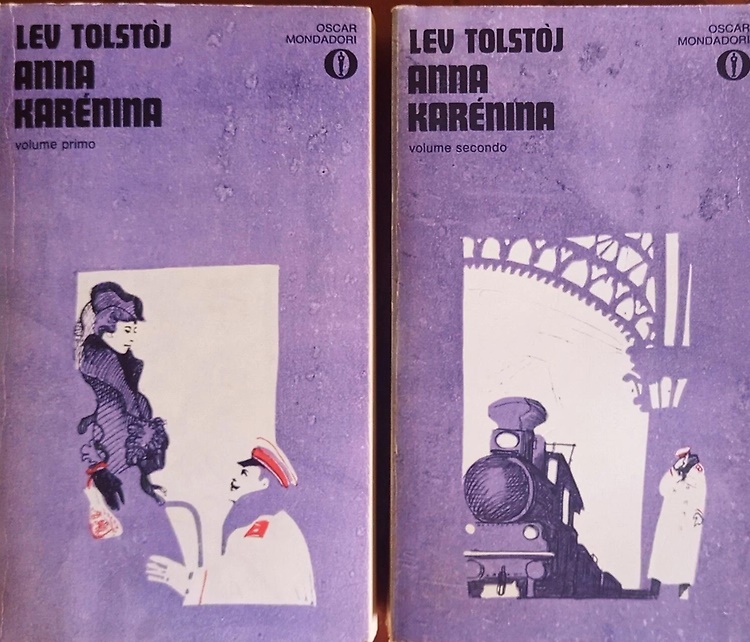 LEV TOLSTÒJ
ANNA
KARÉNINA
volume primo
OSCAR
MONDADORI
LEV TOLSTÒJ
ANNA
KARÉNINA
volume secondo
OSCAR
MONDADORI